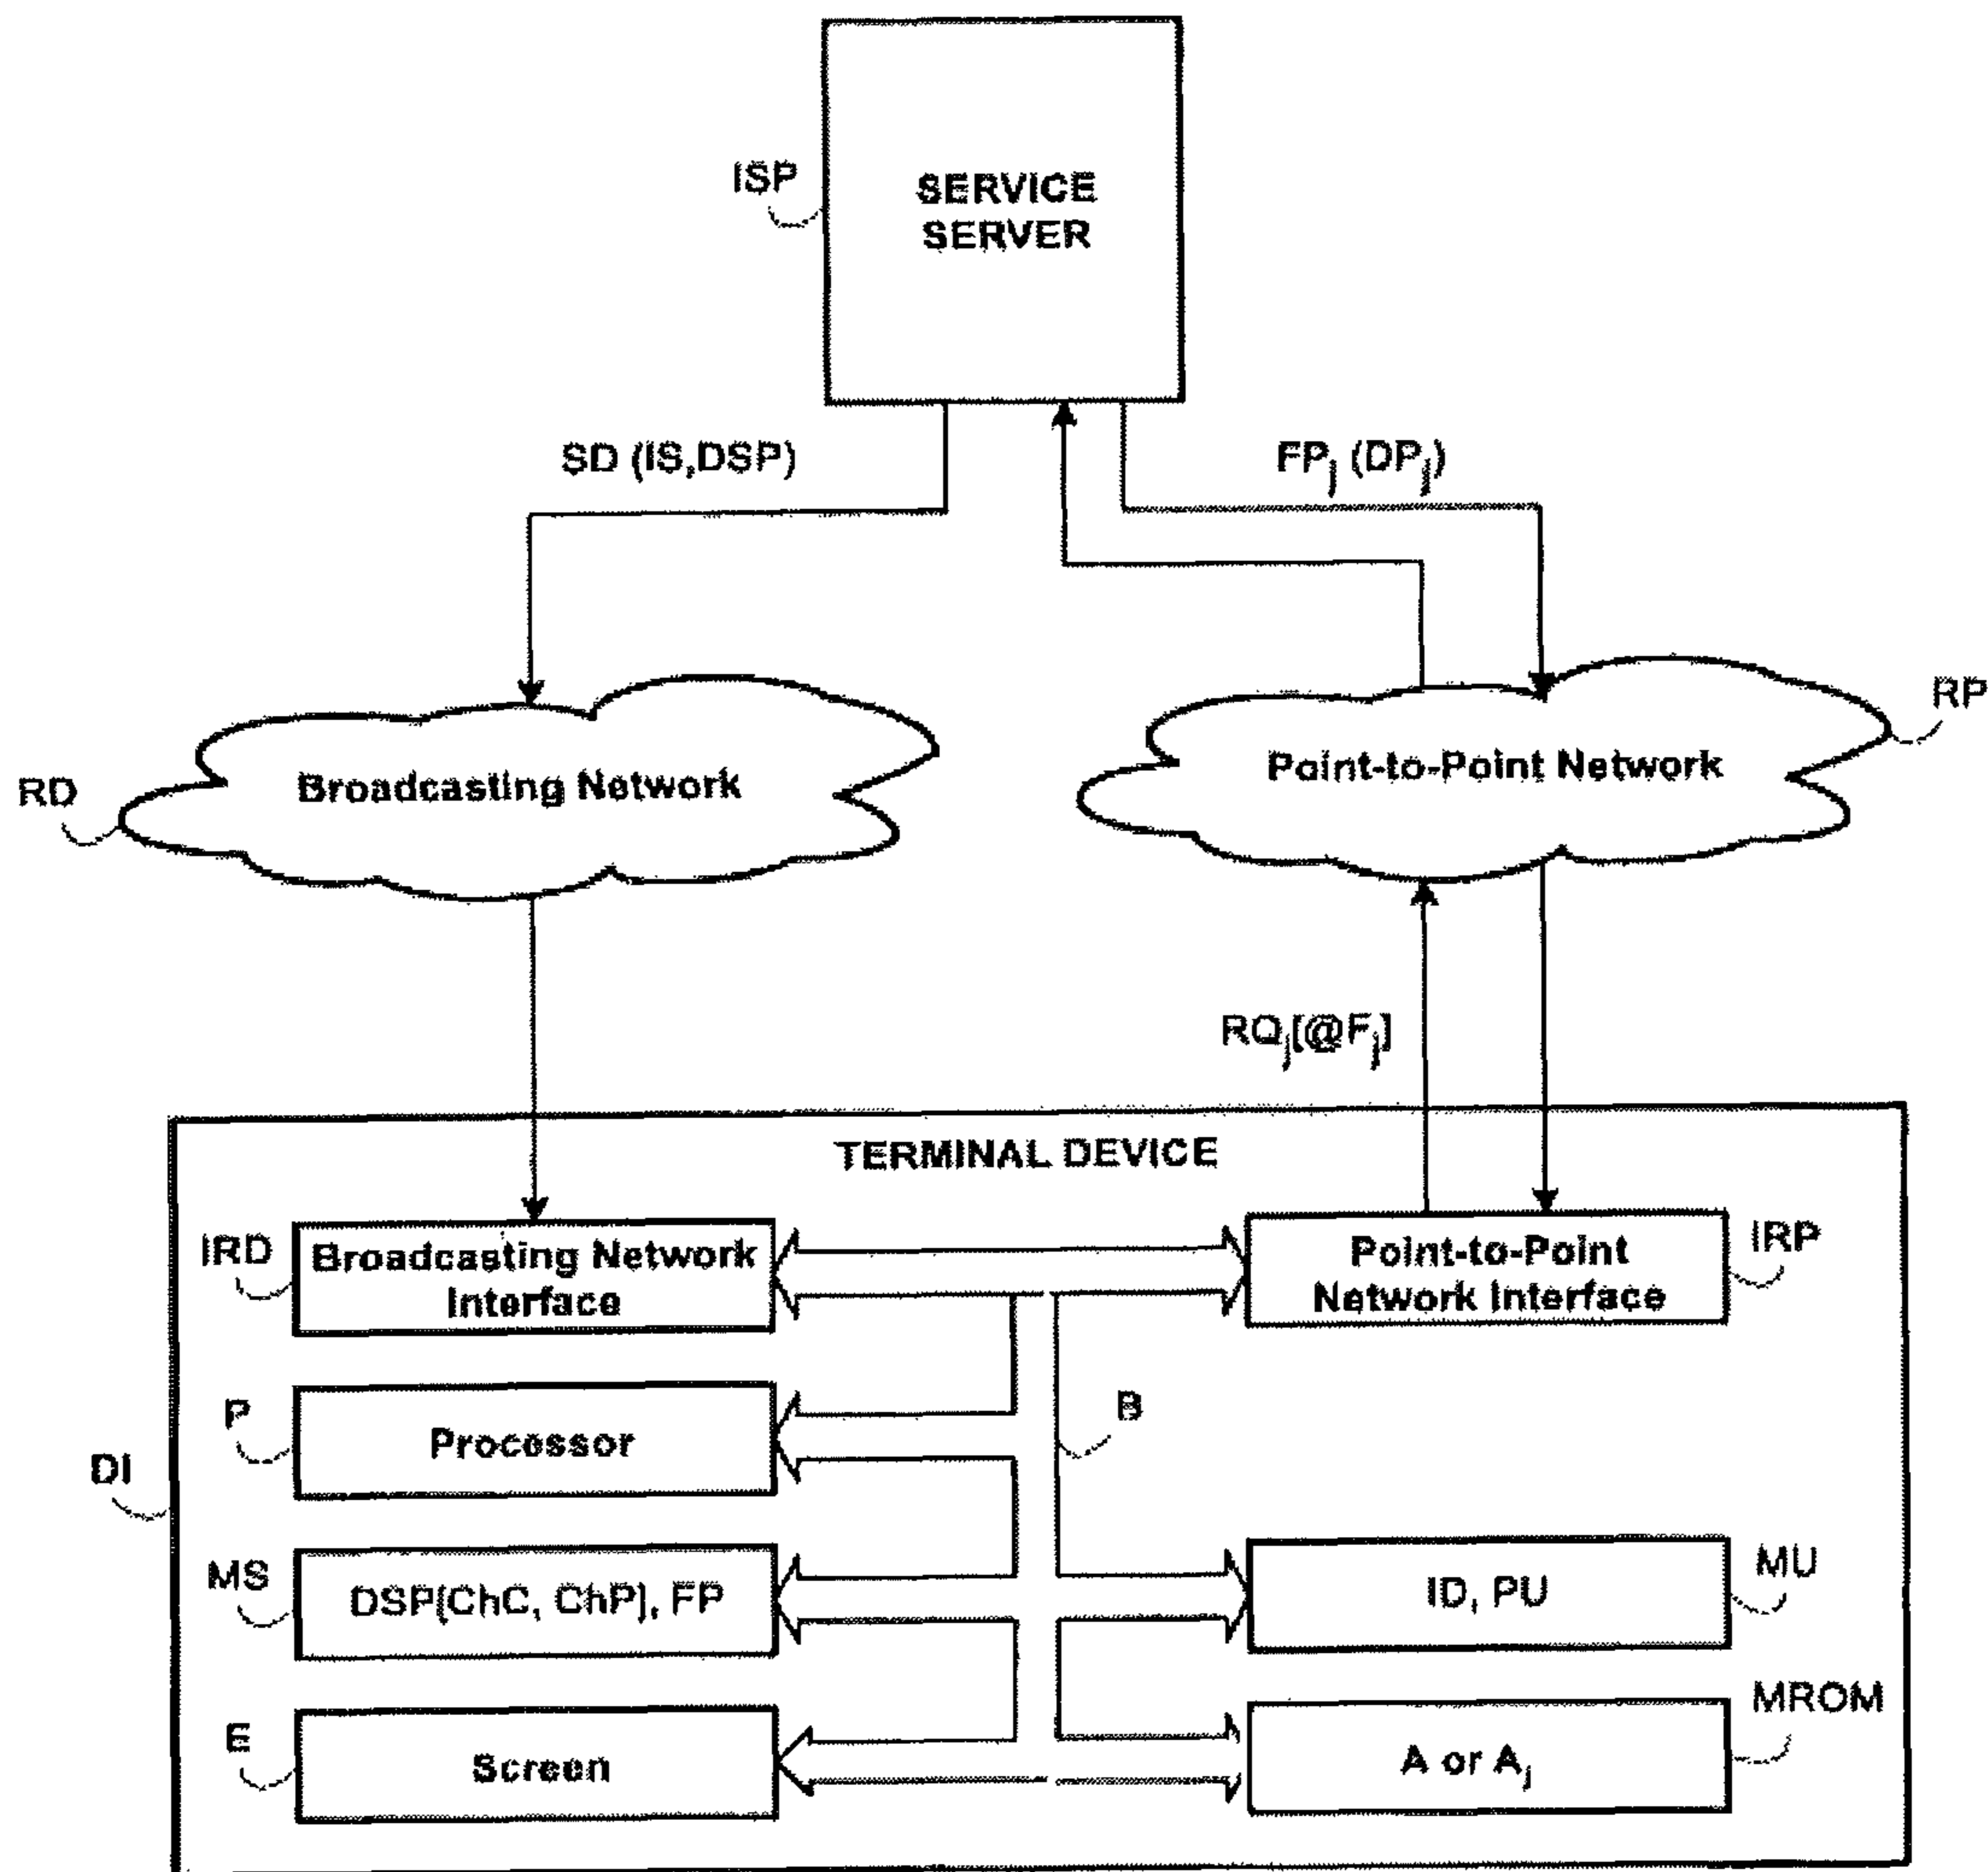 ISP
SERVICE
SERVER
SD (IS,DSP)
FPj (DPj)
RD
Broadcasting Network
Point-to-Point Network
RP
RQj[@Fj]
TERMINAL DEVICE
IRD
Broadcasting Network
Interface
Point-to-Point
Network Interface
IRP
P
Processor
B
DI
MS
DSP(ChC, ChP), FP
ID, PU
MU
E
Screen
A or Aj
MROM